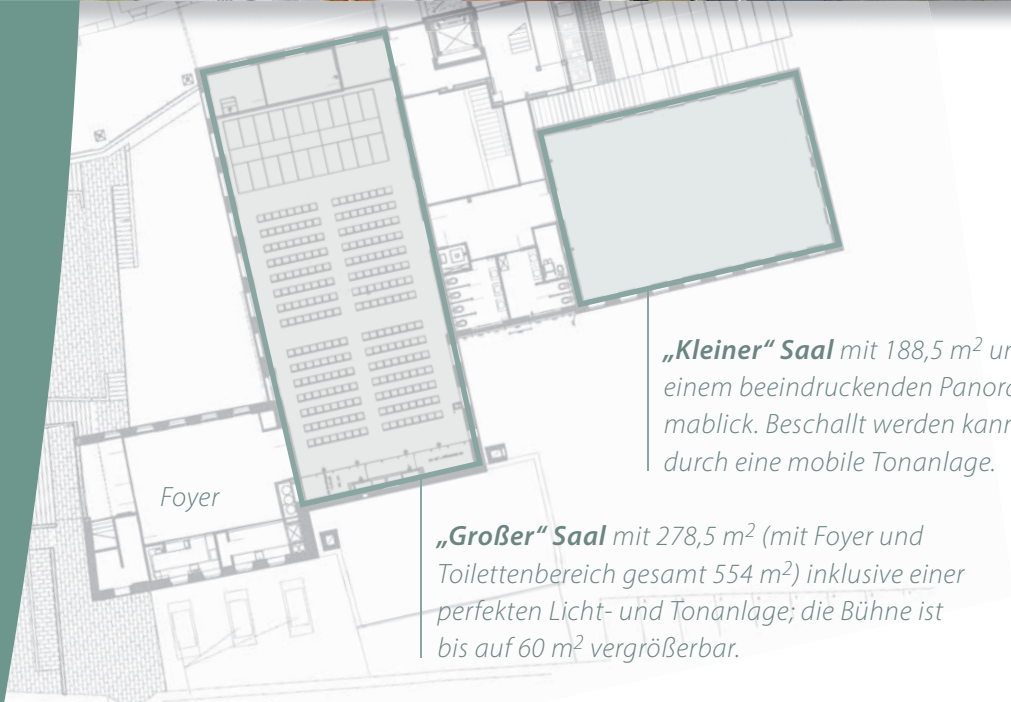 „Kleiner“ Saal mit 188,5 m² un
einem beeindruckenden Panora
mablick. Beschallt werden kann
durch eine mobile Tonanlage.
Foyer
„Großer“ Saal mit 278,5 m² (mit Foyer und
Toilettenbereich gesamt 554 m²) inklusive einer
perfekten Licht- und Tonanlage; die Bühne ist
bis auf 60 m² vergrößerbar.